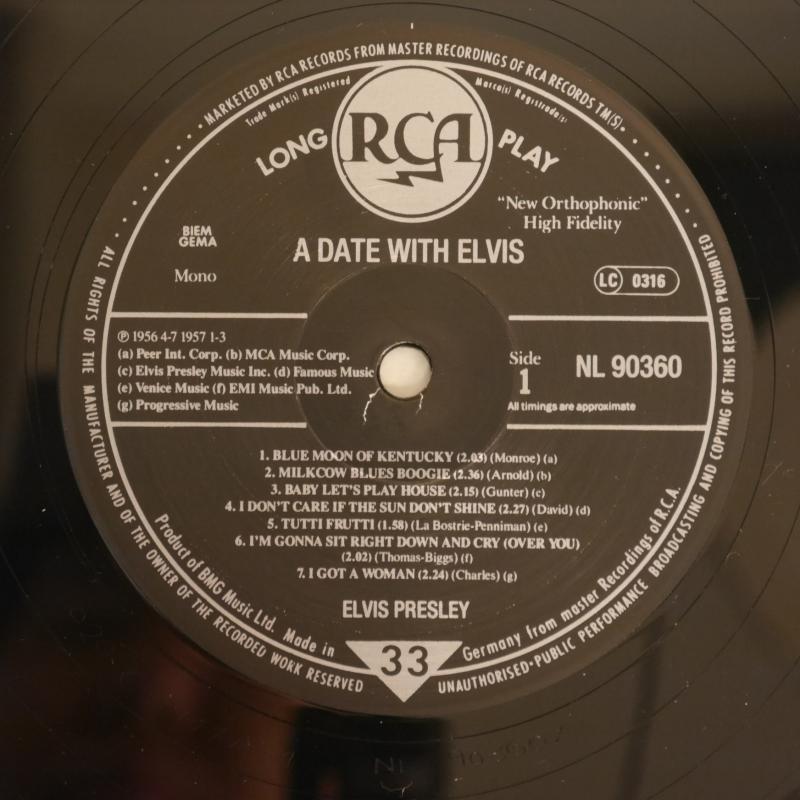 MARKETED BY RCA RECORDS FROM MASTER RECORDINGS OF RCA RECORDS TM(S).
Trade Mark(s) Registered
Marca(s) Registrada(s)
LONG RCA PLAY
"New Orthophonic"
High Fidelity
BIEM
GEMA
A DATE WITH ELVIS
Mono
LC 0316
℗ 1956 4-7 1957 1-3
(a) Peer Int. Corp. (b) MCA Music Corp.
(c) Elvis Presley Music Inc. (d) Famous Music
(e) Venice Music (f) EMI Music Pub. Ltd.
(g) Progressive Music
Side
1
NL 90360
All timings are approximate
1. BLUE MOON OF KENTUCKY (2.03) (Monroe) (a)
2. MILKCOW BLUES BOOGIE (2.36) (Arnold) (b)
3. BABY LET'S PLAY HOUSE (2.15) (Gunter) (c)
4. I DON'T CARE IF THE SUN DON'T SHINE (2.27) (David) (d)
5. TUTTI FRUTTI (1.58) (La Bostrie-Penniman) (e)
6. I'M GONNA SIT RIGHT DOWN AND CRY (OVER YOU)
(2.02) (Thomas-Biggs) (f)
7. I GOT A WOMAN (2.24) (Charles) (g)
ELVIS PRESLEY
Product of BMG Music Ltd. Made in Germany from master Recordings of R.C.A.
33
ALL RIGHTS OF THE MANUFACTURER AND OF THE OWNER OF THE RECORDED WORK RESERVED
UNAUTHORISED·PUBLIC PERFORMANCE BROADCASTING AND COPYING OF THIS RECORD PROHIBITED